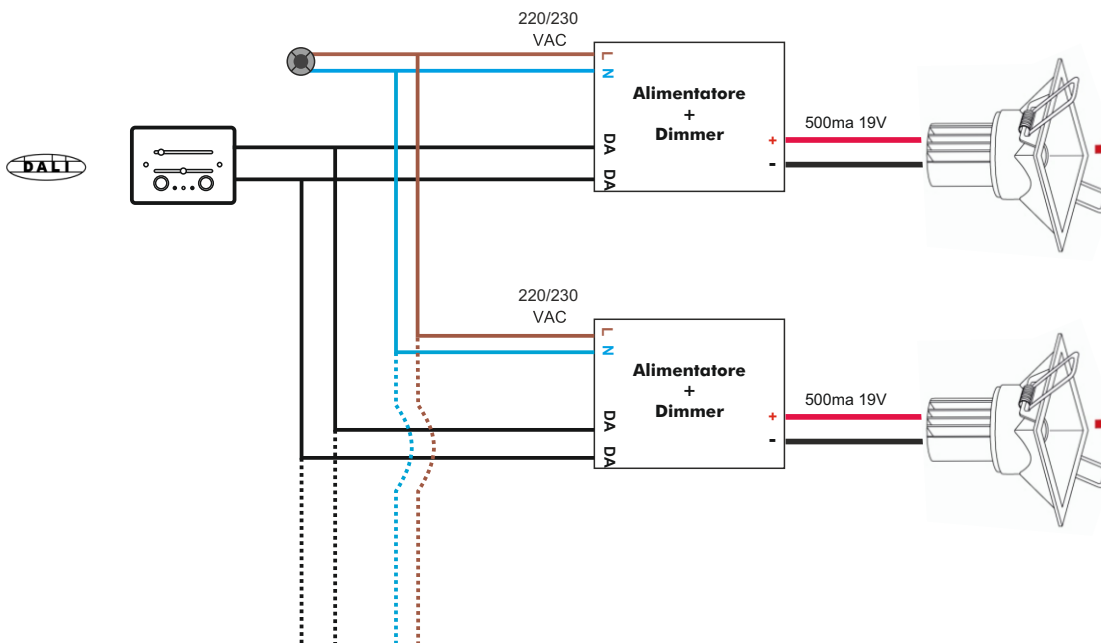 220/230
VAC
L
N
Alimentatore
+
Dimmer
DA
DA
+
-
500ma 19V
DALI
220/230
VAC
L
N
Alimentatore
+
Dimmer
DA
DA
+
-
500ma 19V